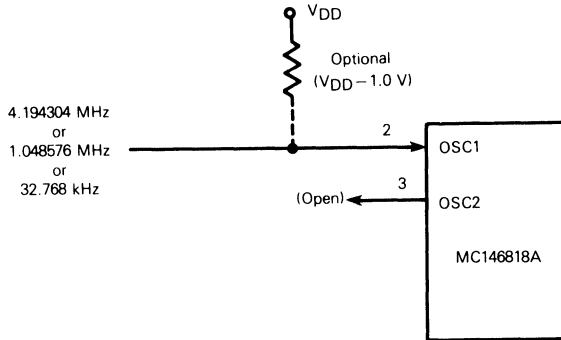 VDD
Optional
(VDD-1.0 V)
4.194304 MHz
or
1.048576 MHz
or
32.768 kHz
2
OSC1
3
(Open)
OSC2
MC146818A